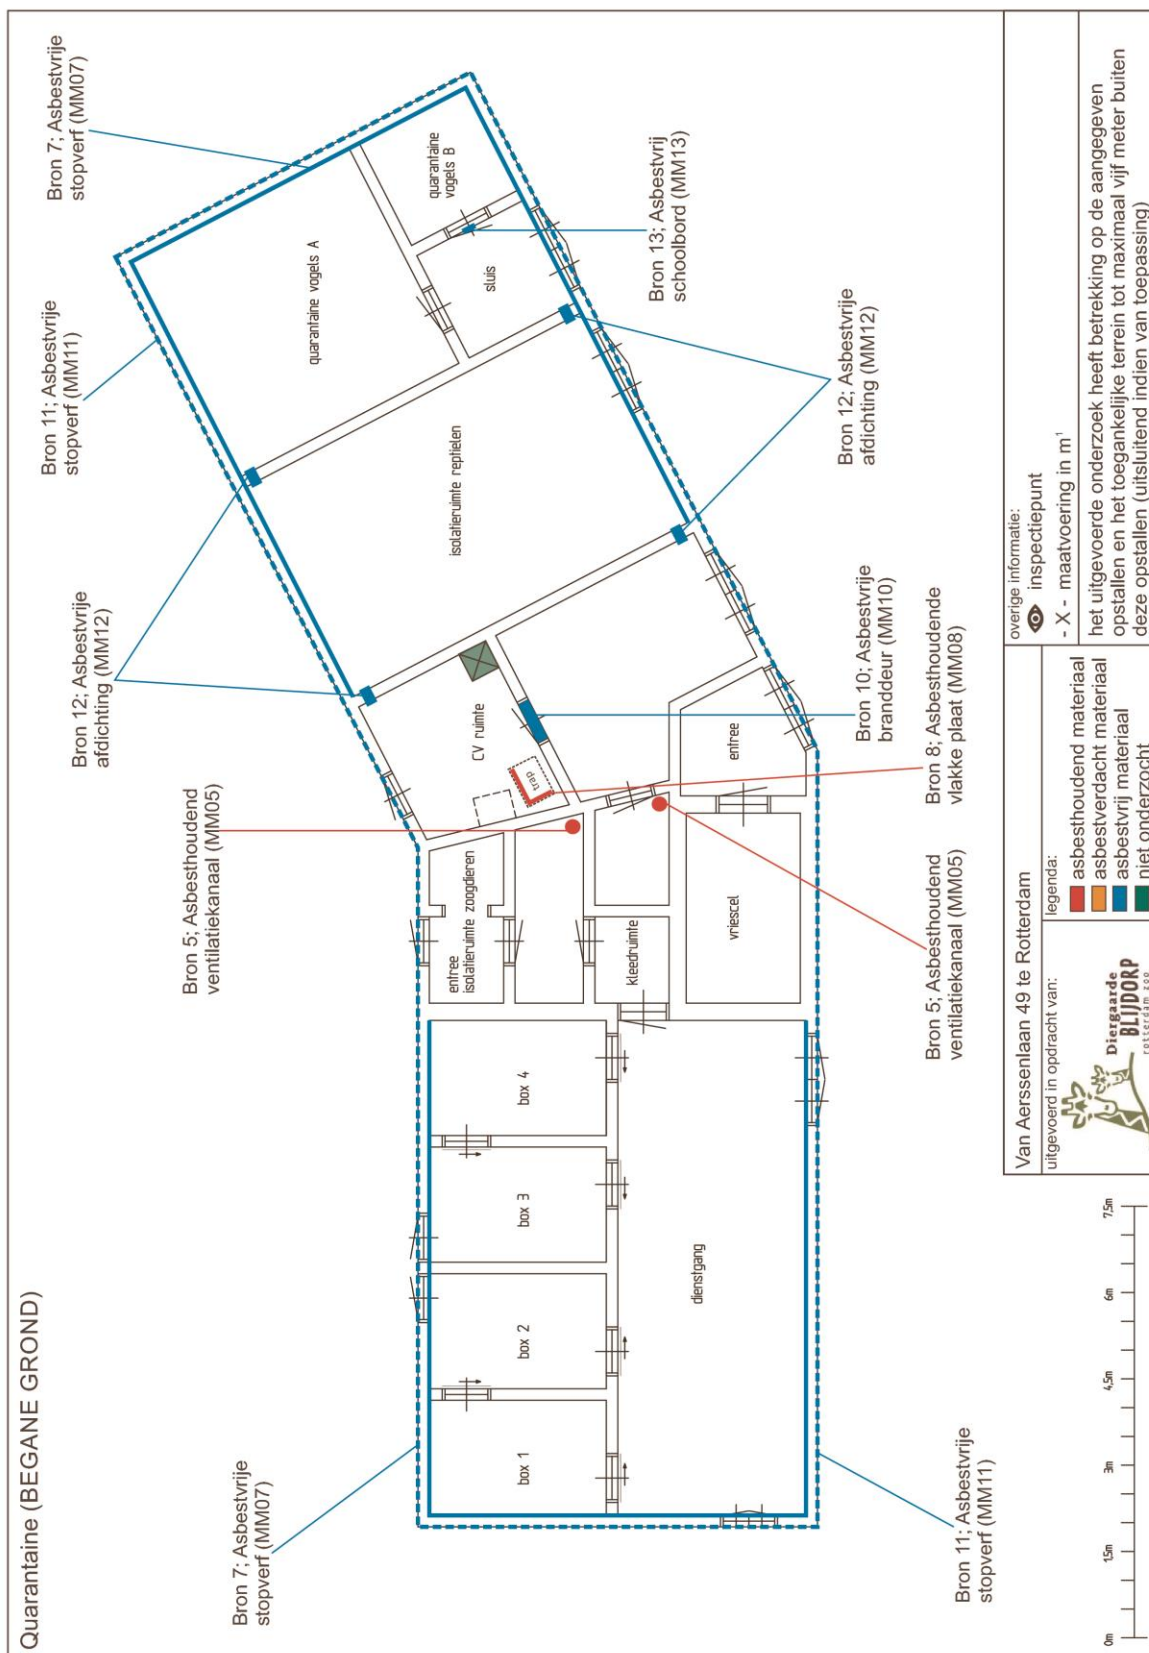 Quarantaine (BEGANE GROND)
Bron 7; Asbestvrije
stopverf (MM07)
Bron 12; Asbestvrije
afdichting (MM12)
Bron 11; Asbestvrije
stopverf (MM11)
Bron 7; Asbestvrije
stopverf (MM07)
Bron 5; Asbesthoudend
ventilatiekanaal (MM05)
box 1
box 2
box 3
box 4
entree
isolatieruimte zoogdieren
kleedruimte
vriescel
dienstgang
CV ruimte
trap
entree
isolatieruimte reptielen
quarantaine vogels A
quarantaine
vogels B
sluis
Bron 13; Asbestvrij
schoolbord (MM13)
Bron 12; Asbestvrije
afdichting (MM12)
Bron 10; Asbestvrije
branddeur (MM10)
Bron 8; Asbesthoudende
vlakke plaat (MM08)
Bron 5; Asbesthoudend
ventilatiekanaal (MM05)
Bron 11; Asbestvrije
stopverf (MM11)
0m 1,5m 3m 4,5m 6m 7,5m
Van Aerssenlaan 49 te Rotterdam
uitgevoerd in opdracht van:
Diergaarde
BLIJDORP
rotterdam zoo
legenda:
asbesthoudend materiaal
asbestverdacht materiaal
asbestvrij materiaal
niet onderzocht
overige informatie:
inspectiepunt
- X - maatvoering in m¹
het uitgevoerde onderzoek heeft betrekking op de aangegeven
opstallen en het toegankelijke terrein tot maximaal vijf meter buiten
deze opstallen (uitsluitend indien van toepassing)